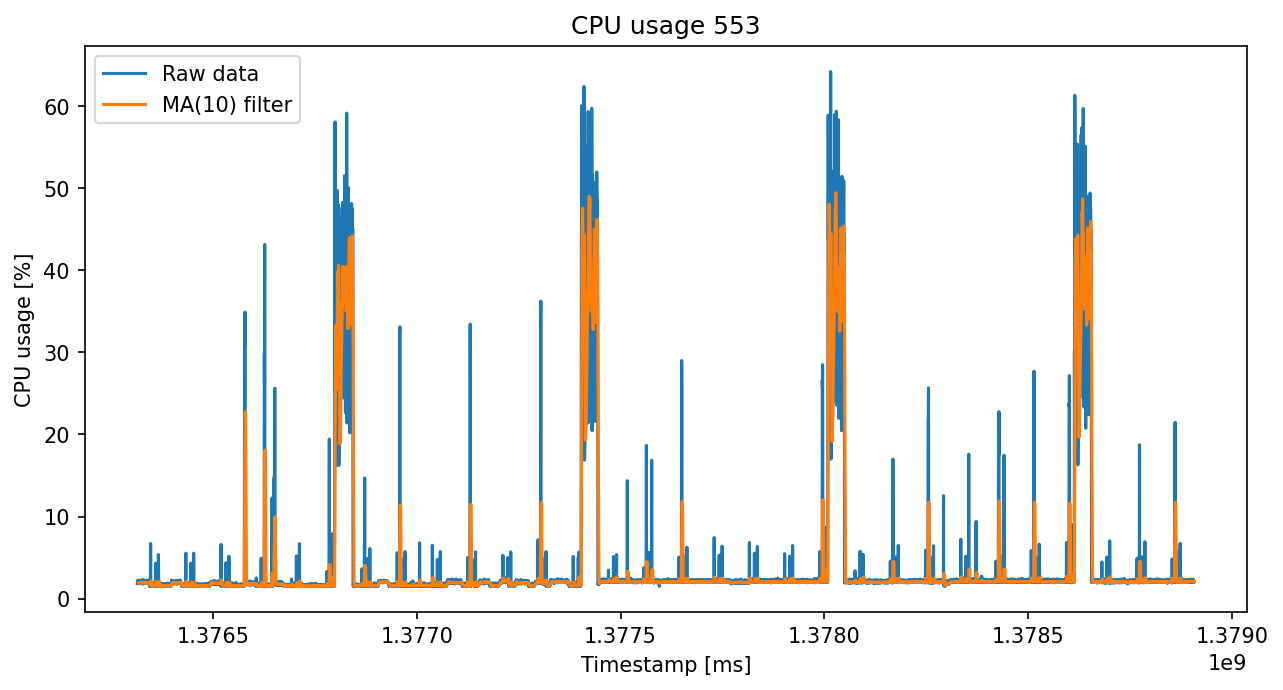 CPU usage 553
Raw data
MA(10) filter
CPU usage [%]
60
50
40
30
20
10
0
1.3765 1.3770 1.3775 1.3780 1.3785 1.3790
1e9
Timestamp [ms]